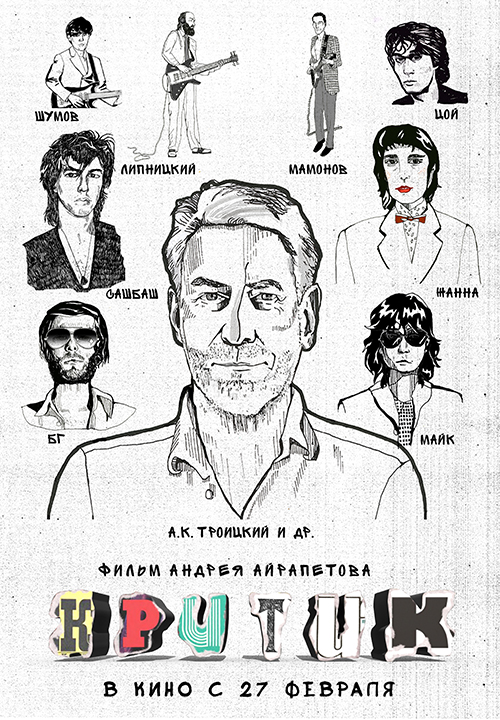 ШУМОВ
ЛИПНИЦКИЙ
МАМОНОВ
ЦОЙ
САШБАШ
ЖАННА
БГ
МАЙК
А.К. ТРОИЦКИЙ И ДР.
ФИЛЬМ АНДРЕЯ АЙРАПЕТОВА
КРИТИК
В КИНО С 27 ФЕВРАЛЯ